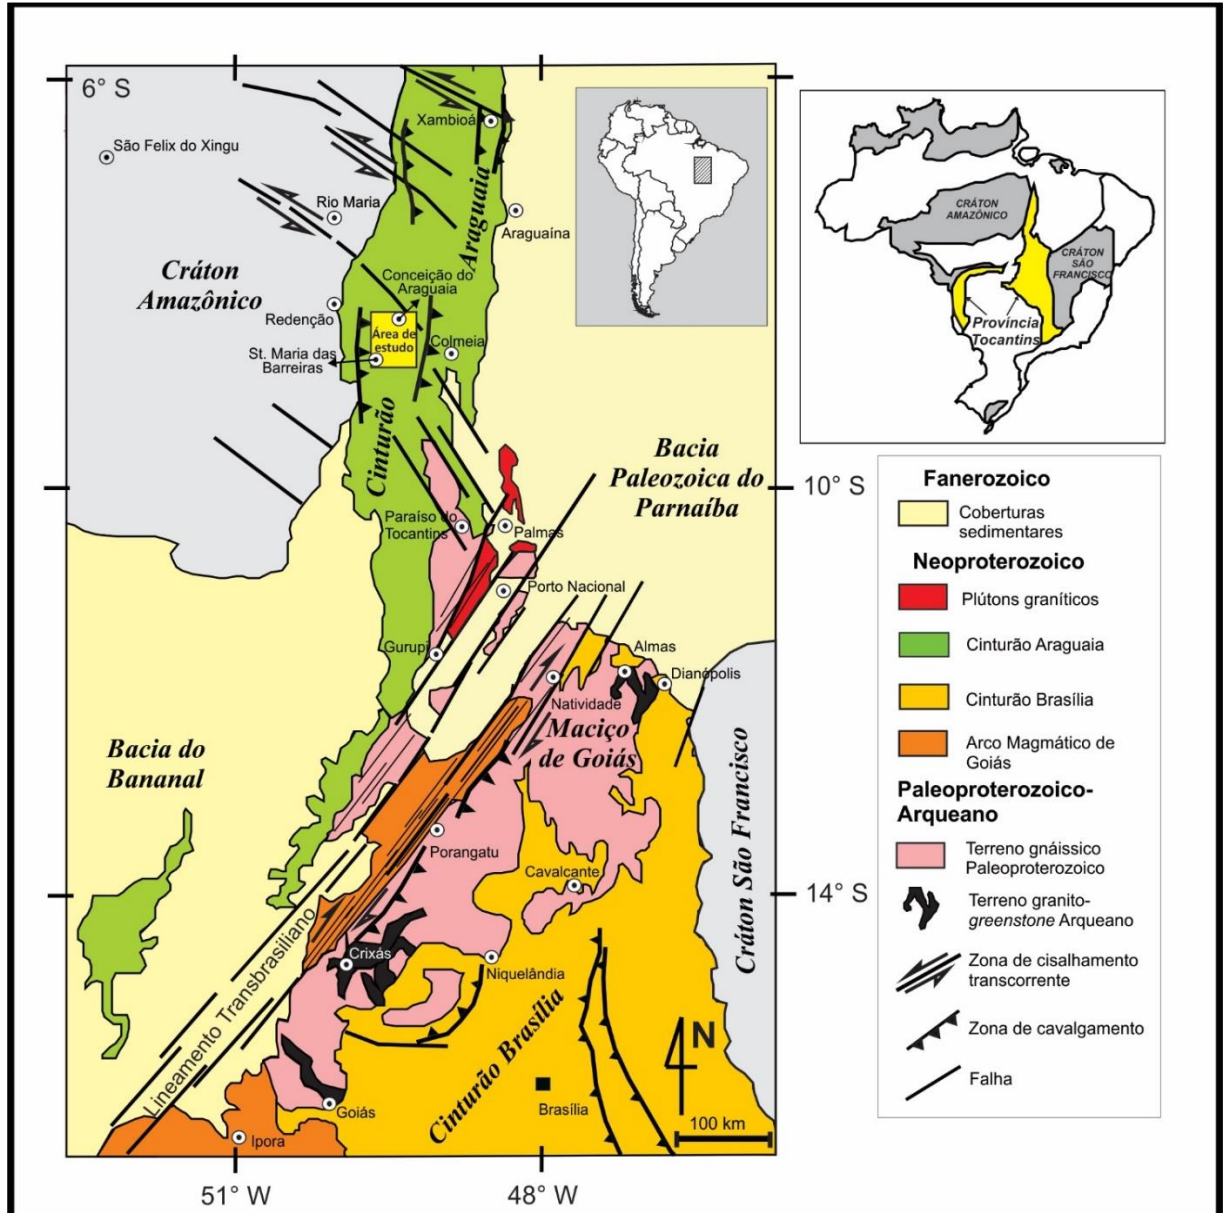 6° S
São Felix do Xingu
Xambioá
Rio Maria
Araguaia
Araguaína
Cráton
Amazônico
Conceição do
Araguaia
Redenção
Área de
estudo
Colmeia
St. Maria das
Barreiras
Cinturão
Bacia
Paleozoica do
Parnaíba
Paraíso do
Tocantins
Palmas
Porto Nacional
Gurupi
Almas
Dianópolis
Natividade
Maciço
de Goiás
Bacia do
Bananal
Porangatu
Cavalcante
Cráton São Francisco
Lineamento Transbrasiliano
Crixás
Niquelândia
Cinturão Brasília
Goiás
Brasília
Ipora
N
100 km
51° W
48° W
10° S
14° S
CRÁTON
AMAZÔNICO
CRÁTON
SÃO
FRANCISCO
Província
Tocantins
Fanerozoico
Coberturas
sedimentares
Neoproterozoico
Plútons graníticos
Cinturão Araguaia
Cinturão Brasília
Arco Magmático de
Goiás
Paleoproterozoico-
Arqueano
Terreno gnáissico
Paleoproterozoico
Terreno granito-
greenstone Arqueano
Zona de cisalhamento
transcorrente
Zona de cavalgamento
Falha